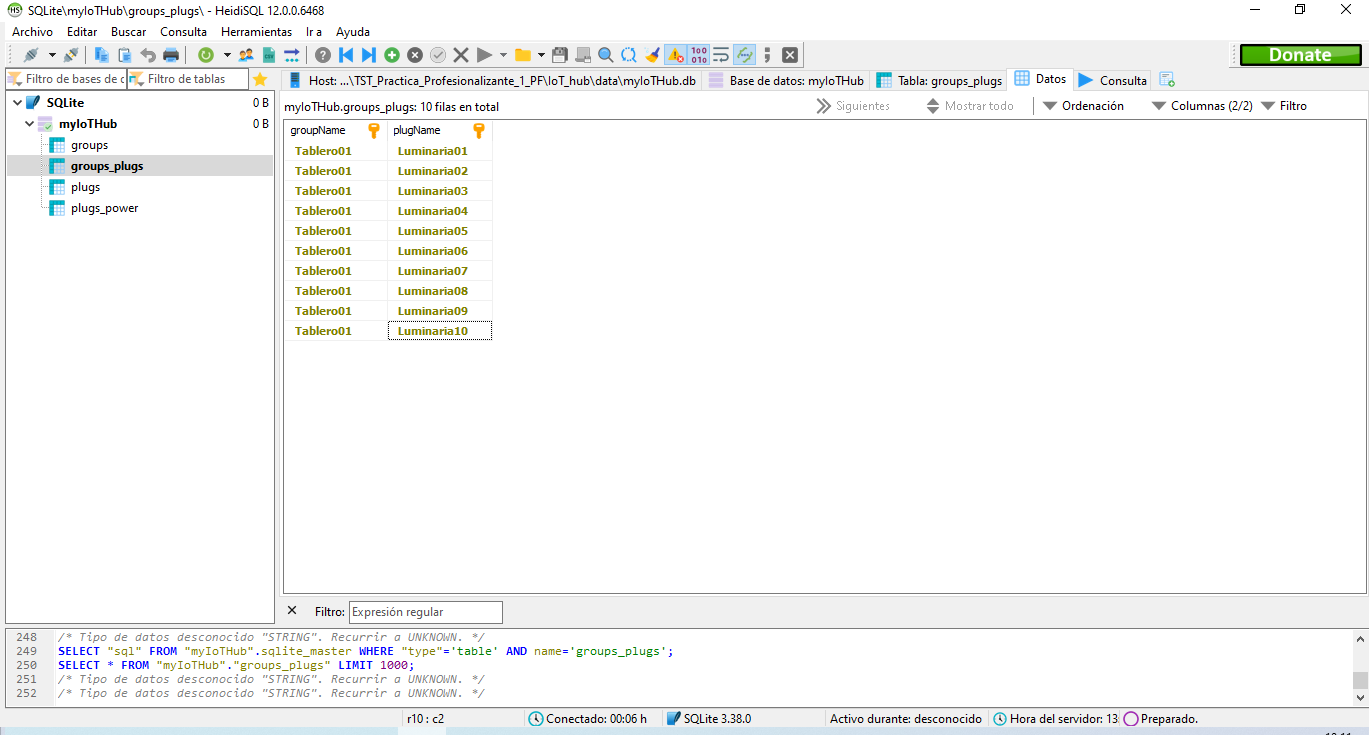 SQLite\myIoTHub\groups_plugs\ - HeidiSQL 12.0.0.6468
Archivo Editar Buscar Consulta Herramientas Ir a Ayuda
Donate
Filtro de bases de c Filtro de tablas
Host: ...\TST_Practica_Profesionalizante_1_PF\IoT_hub\data\myIoTHub.db Base de datos: myIoTHub Tabla: groups_plugs Datos Consulta
SQLite 0 B
myIoTHub 0 B
groups
groups_plugs
plugs
plugs_power
myIoTHub.groups_plugs: 10 filas en total Siguientes Mostrar todo Ordenación Columnas (2/2) Filtro
groupName plugName
Tablero01 Luminaria01
Tablero01 Luminaria02
Tablero01 Luminaria03
Tablero01 Luminaria04
Tablero01 Luminaria05
Tablero01 Luminaria06
Tablero01 Luminaria07
Tablero01 Luminaria08
Tablero01 Luminaria09
Tablero01 Luminaria10
Filtro: Expresión regular
248 /* Tipo de datos desconocido "STRING". Recurrir a UNKNOWN. */
249 SELECT "sql" FROM "myIoTHub".sqlite_master WHERE "type"='table' AND name='groups_plugs';
250 SELECT * FROM "myIoTHub"."groups_plugs" LIMIT 1000;
251 /* Tipo de datos desconocido "STRING". Recurrir a UNKNOWN. */
252 /* Tipo de datos desconocido "STRING". Recurrir a UNKNOWN. */
r10 : c2 Conectado: 00:06 h SQLite 3.38.0 Activo durante: desconocido Hora del servidor: 13: Preparado.